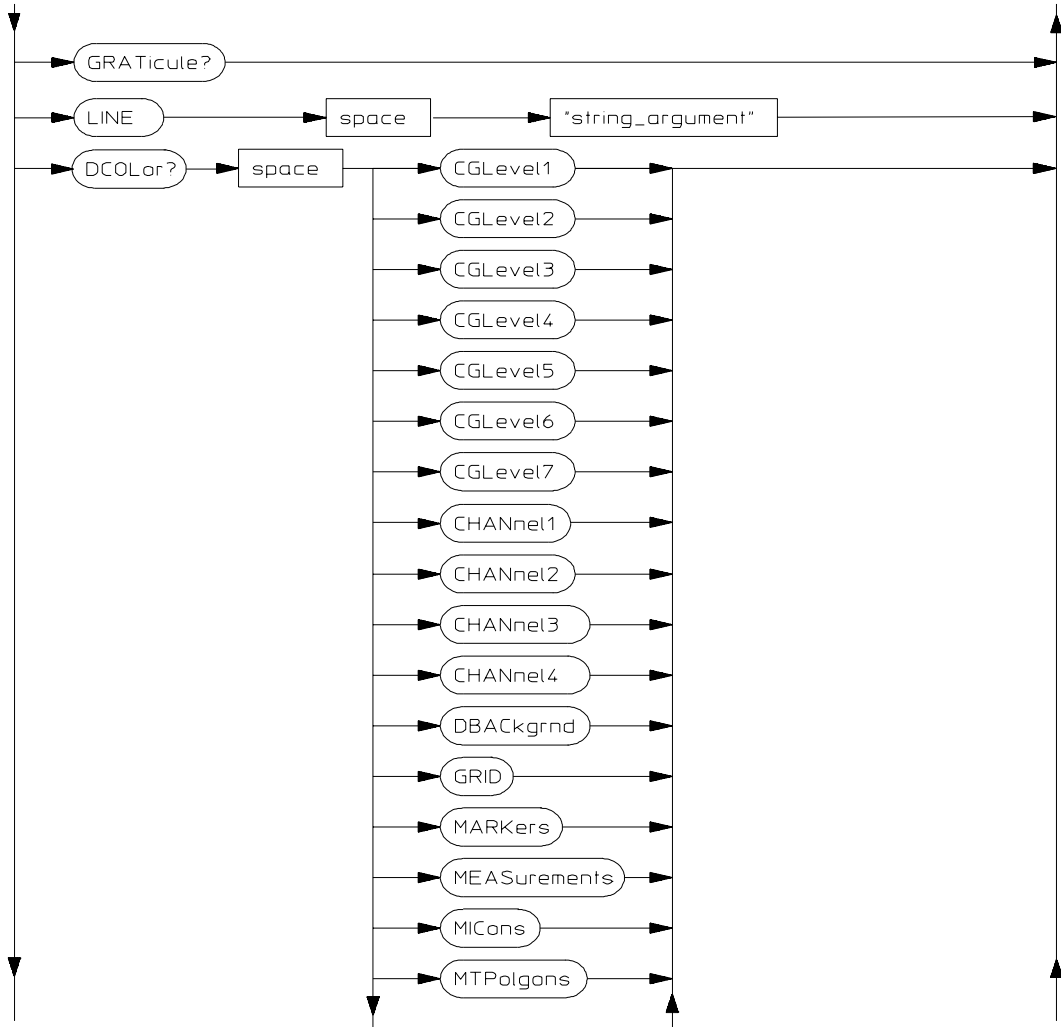 GRATicule?
LINE space "string_argument"
DCOLor? space CGLevel1
CGLevel2
CGLevel3
CGLevel4
CGLevel5
CGLevel6
CGLevel7
CHANnel1
CHANnel2
CHANnel3
CHANnel4
DBACkgrnd
GRID
MARKers
MEASurements
MICons
MTPolgons